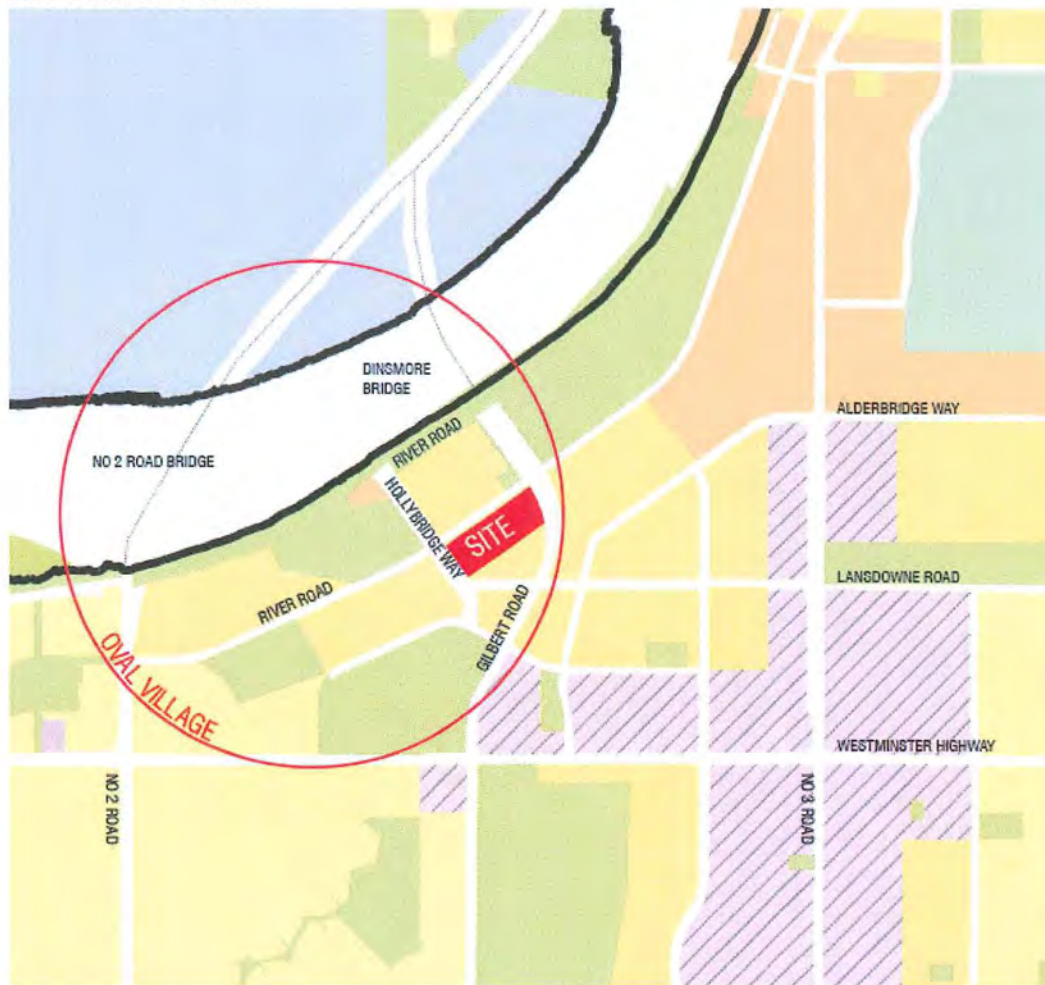 DINSMORE
BRIDGE
ALDERBRIDGE WAY
RIVER ROAD
NO 2 ROAD BRIDGE
HOLLYBRIDGE WAY
SITE
LANSDOWNE ROAD
RIVER ROAD
GILBERT ROAD
OVAL VILLAGE
WESTMINSTER HIGHWAY
NO 2 ROAD
NO 3 ROAD